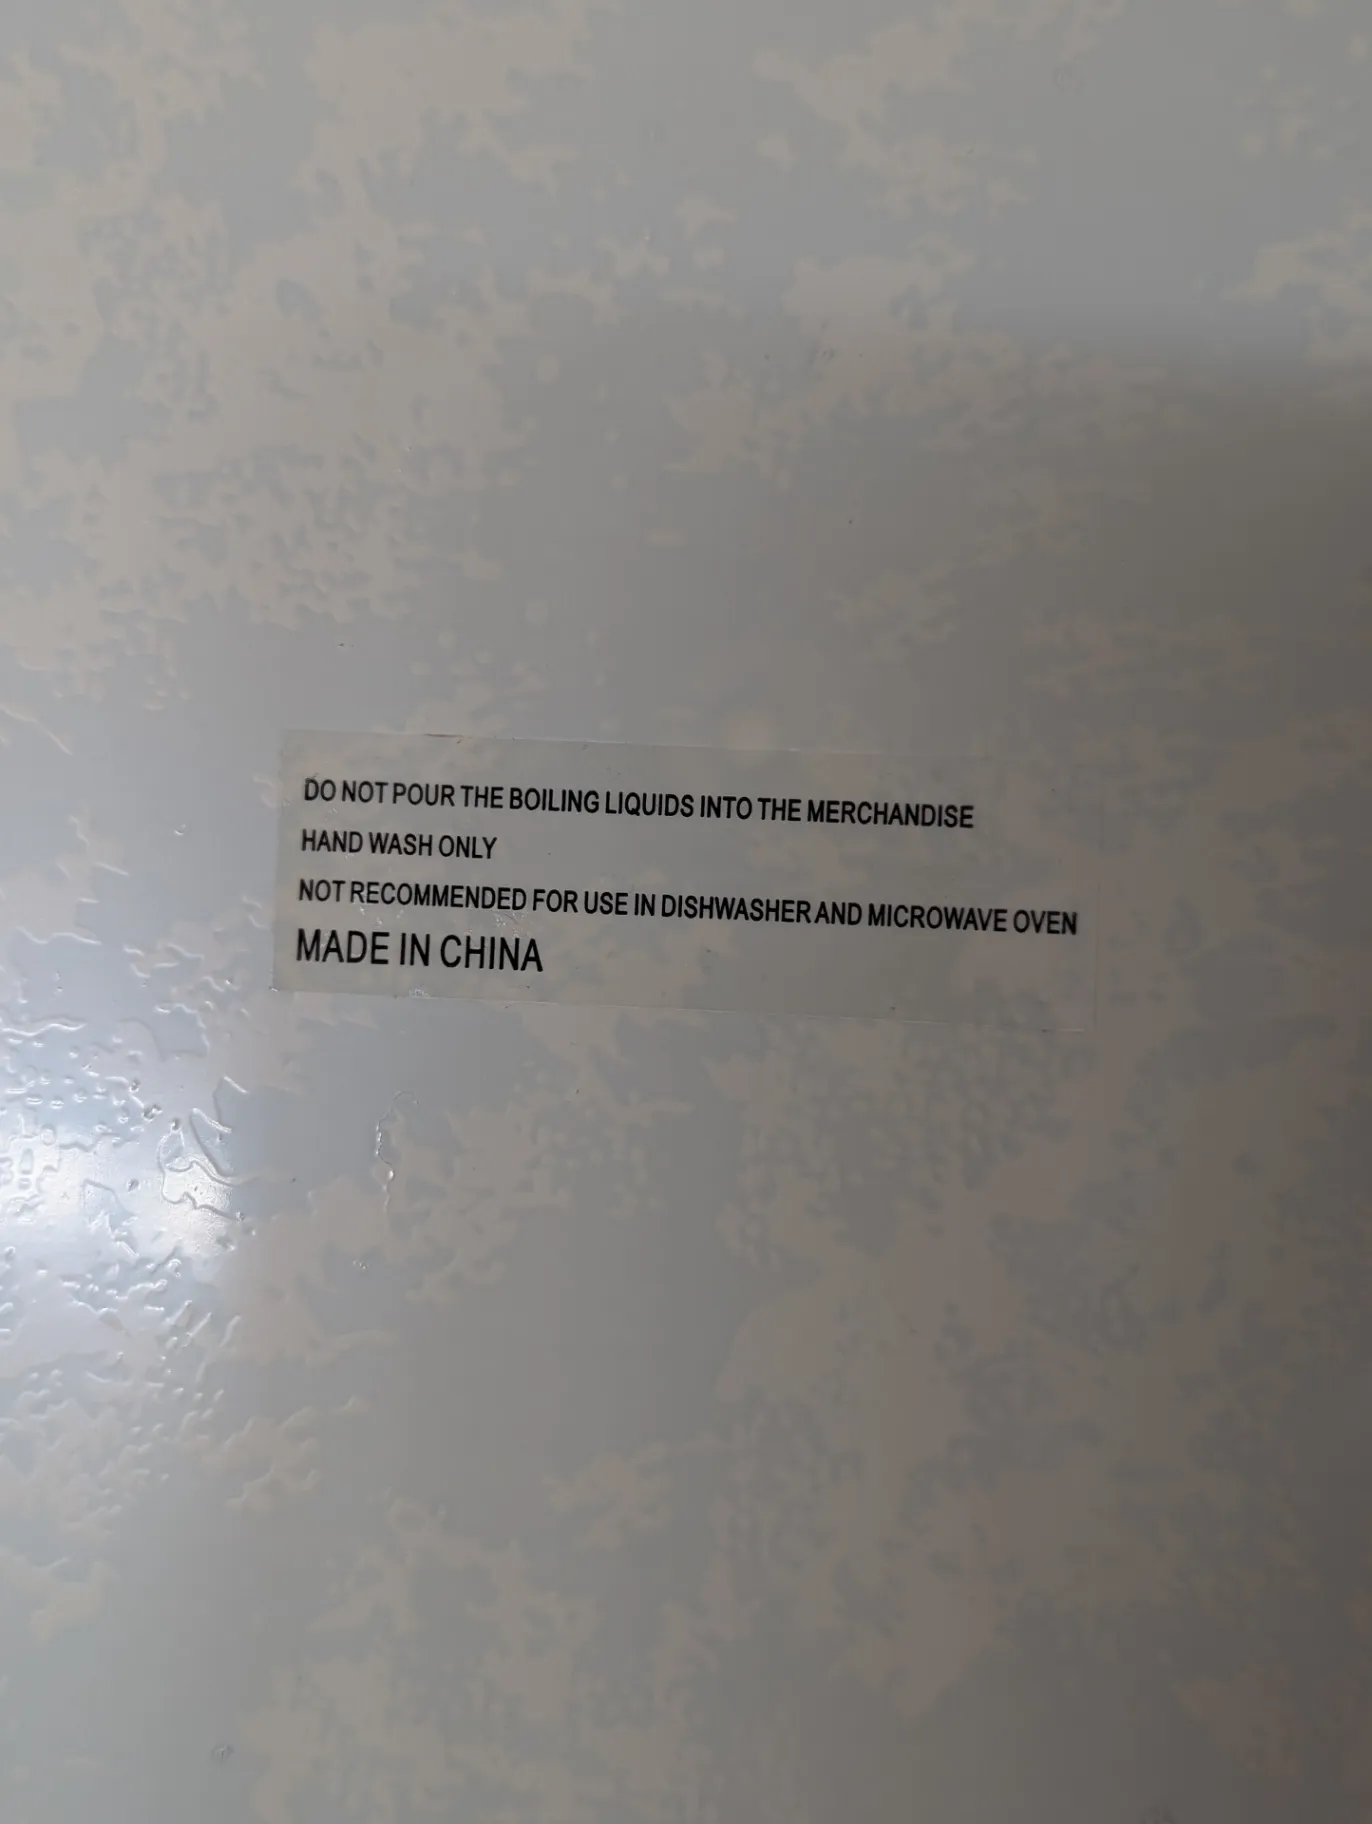 DO NOT POUR THE BOILING LIQUIDS INTO THE MERCHANDISE
HAND WASH ONLY
NOT RECOMMENDED FOR USE IN DISHWASHER AND MICROWAVE OVEN
MADE IN CHINA